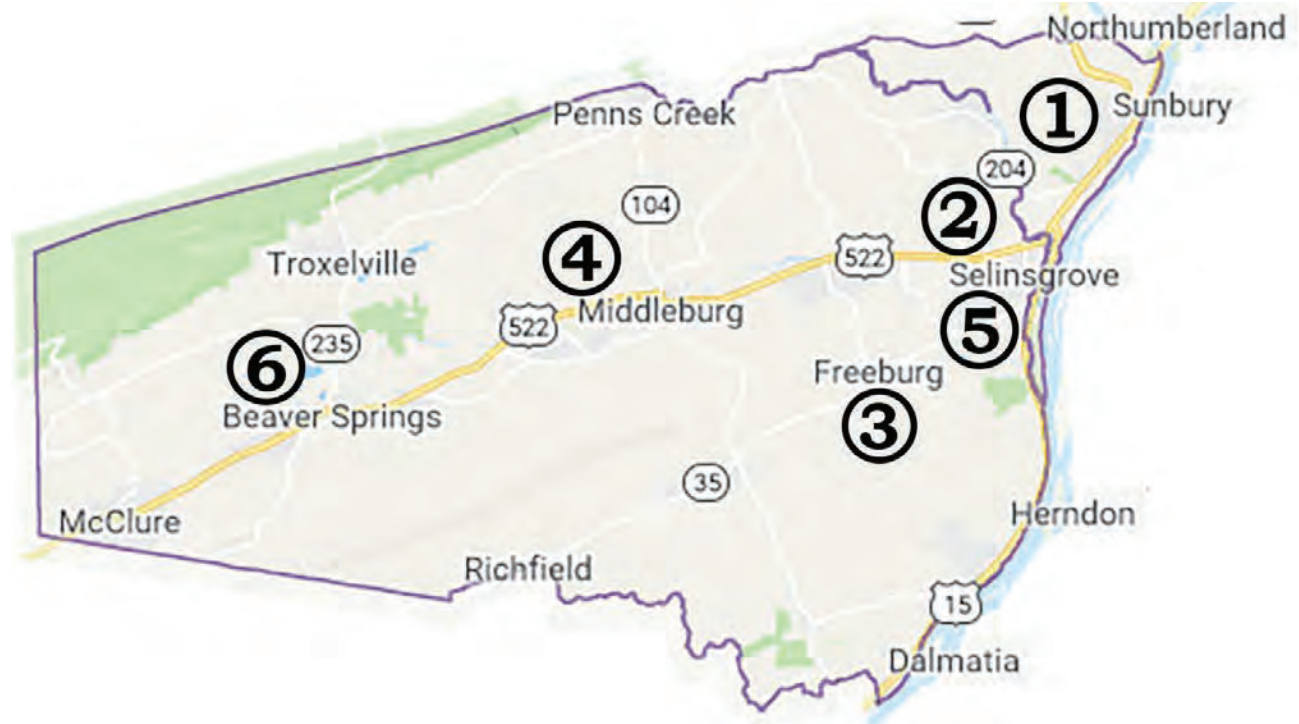 Northumberland
①
Sunbury
Penns Creek
204
②
104
④
522
Troxelville
Selinsgrove
Middleburg
522
⑤
235
⑥
Freeburg
Beaver Springs
③
35
McClure
Herndon
Richfield
15
Dalmatia